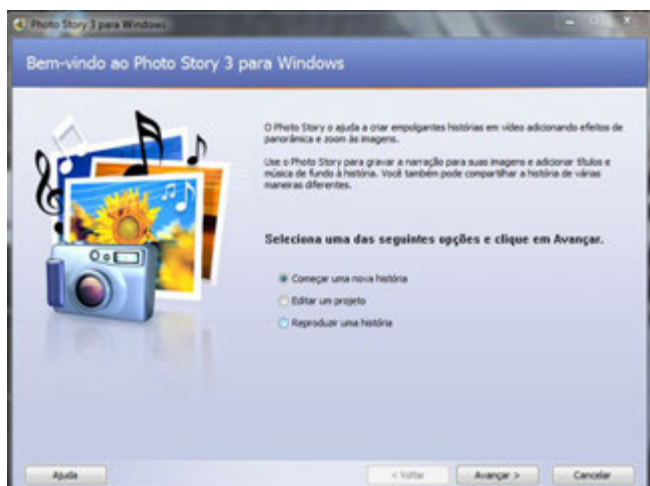 Photo Story 3 para Windows
Bem-vindo ao Photo Story 3 para Windows
O Photo Story o ajuda a criar empolgantes histórias em vídeo adicionando efeitos de
panorâmica e zoom às imagens.
Use o Photo Story para gravar a narração para suas imagens e adicionar títulos e
música de fundo à história. Você também pode compartilhar a história de várias
maneiras diferentes.
Seleciona uma das seguintes opções e clique em Avançar.
Começar uma nova história
Editar um projeto
Reproduzir uma história
Ajuda
< Voltar
Avançar >
Cancelar